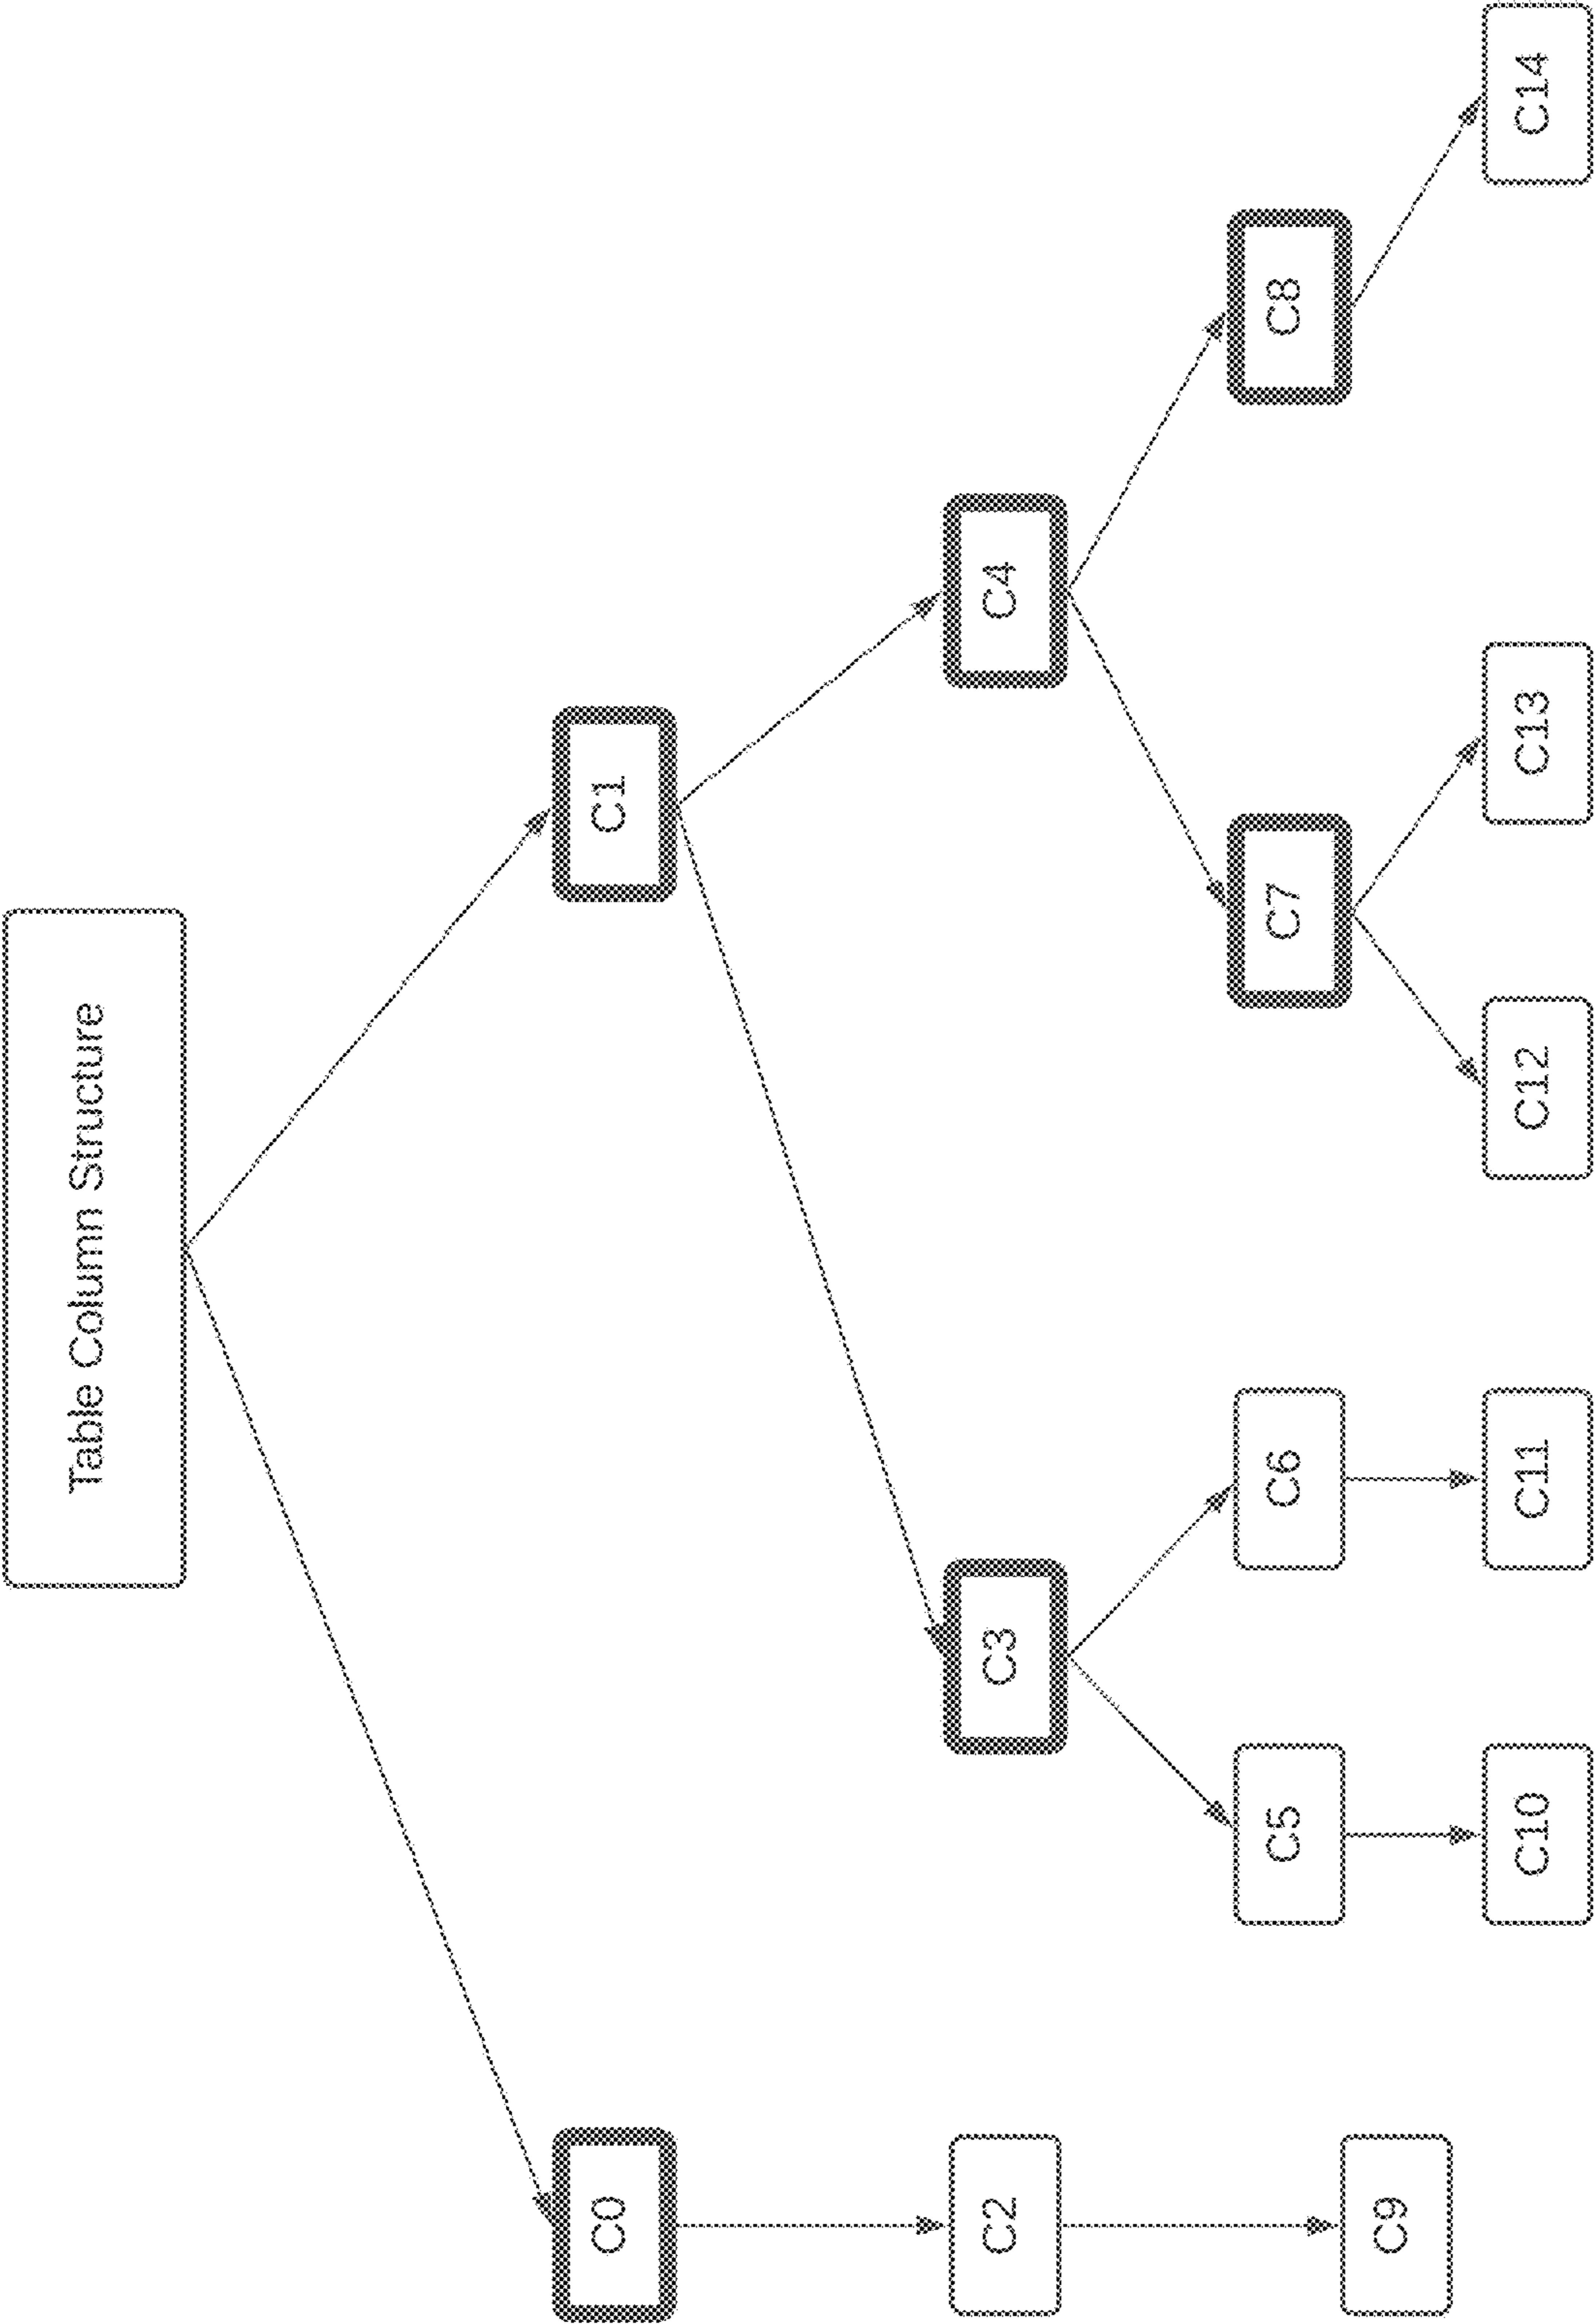 Table Column Structure
C0
C1
C2
C3
C4
C5
C6
C7
C8
C9
C10
C11
C12
C13
C14